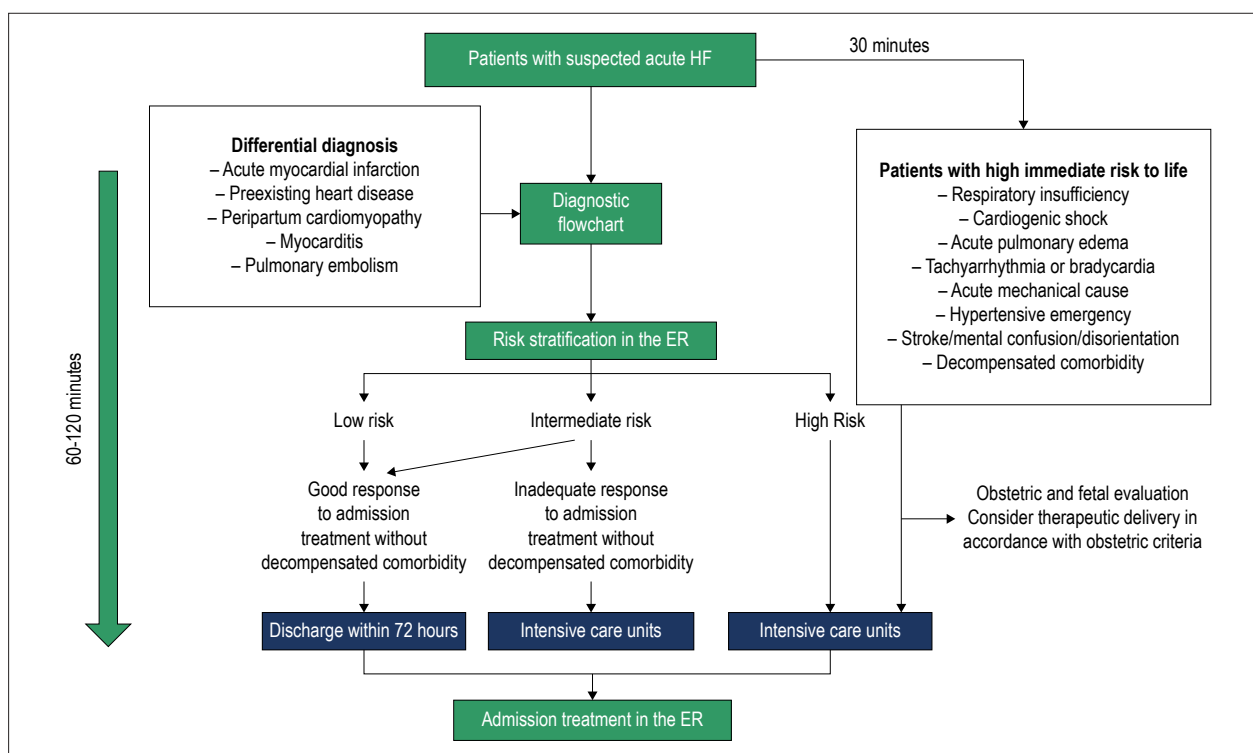 Patients with suspected acute HF
30 minutes
Differential diagnosis
– Acute myocardial infarction
– Preexisting heart disease
– Peripartum cardiomyopathy
– Myocarditis
– Pulmonary embolism
Diagnostic
flowchart
Patients with high immediate risk to life
– Respiratory insufficiency
– Cardiogenic shock
– Acute pulmonary edema
– Tachyarrhythmia or bradycardia
– Acute mechanical cause
– Hypertensive emergency
– Stroke/mental confusion/disorientation
– Decompensated comorbidity
60-120 minutes
Risk stratification in the ER
Low risk
Intermediate risk
High Risk
Good response
to admission
treatment without
decompensated comorbidity
Inadequate response
to admission
treatment without
decompensated comorbidity
Obstetric and fetal evaluation
Consider therapeutic delivery in
accordance with obstetric criteria
Discharge within 72 hours
Intensive care units
Intensive care units
Admission treatment in the ER